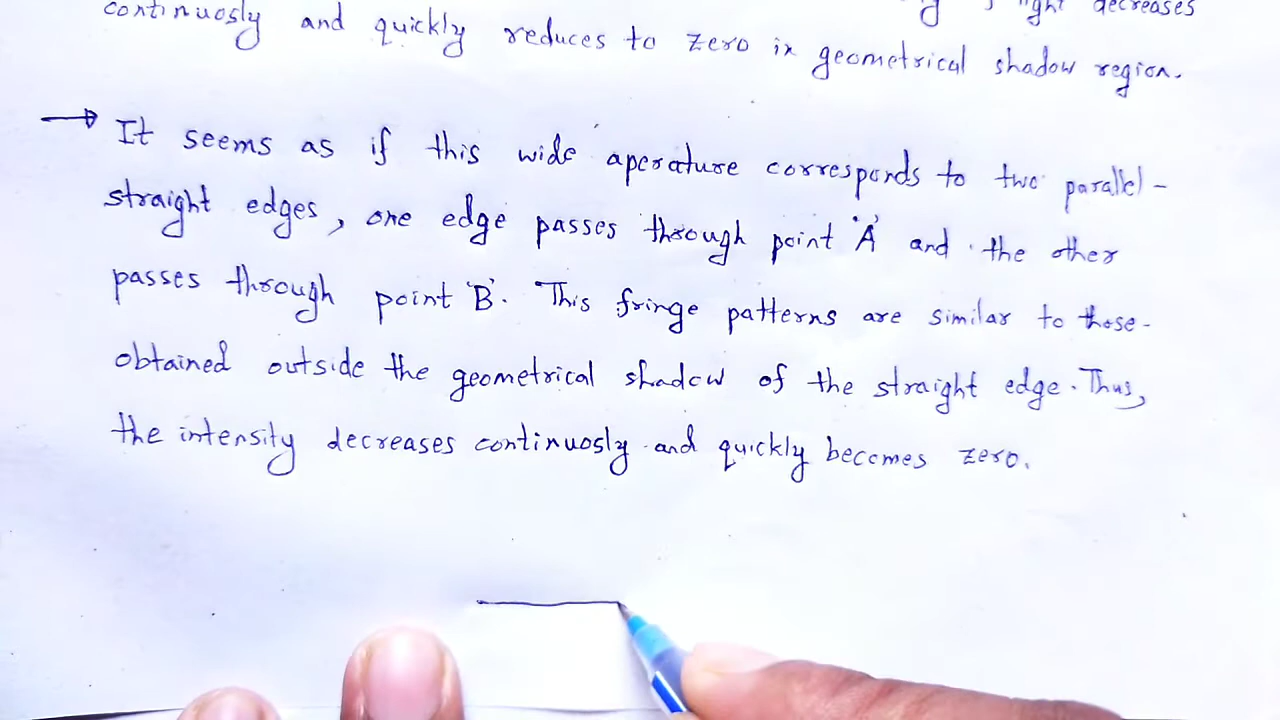 light decreases
continuosly and quickly reduces to zero in geometrical shadow region.
→ It seems as if this wide aperature corresponds to two parallel-
straight edges, one edge passes through point 'A' and the other
passes through point 'B'. This fringe patterns are similar to those-
obtained outside the geometrical shadow of the straight edge. Thus,
the intensity decreases continuosly and quickly becomes zero.